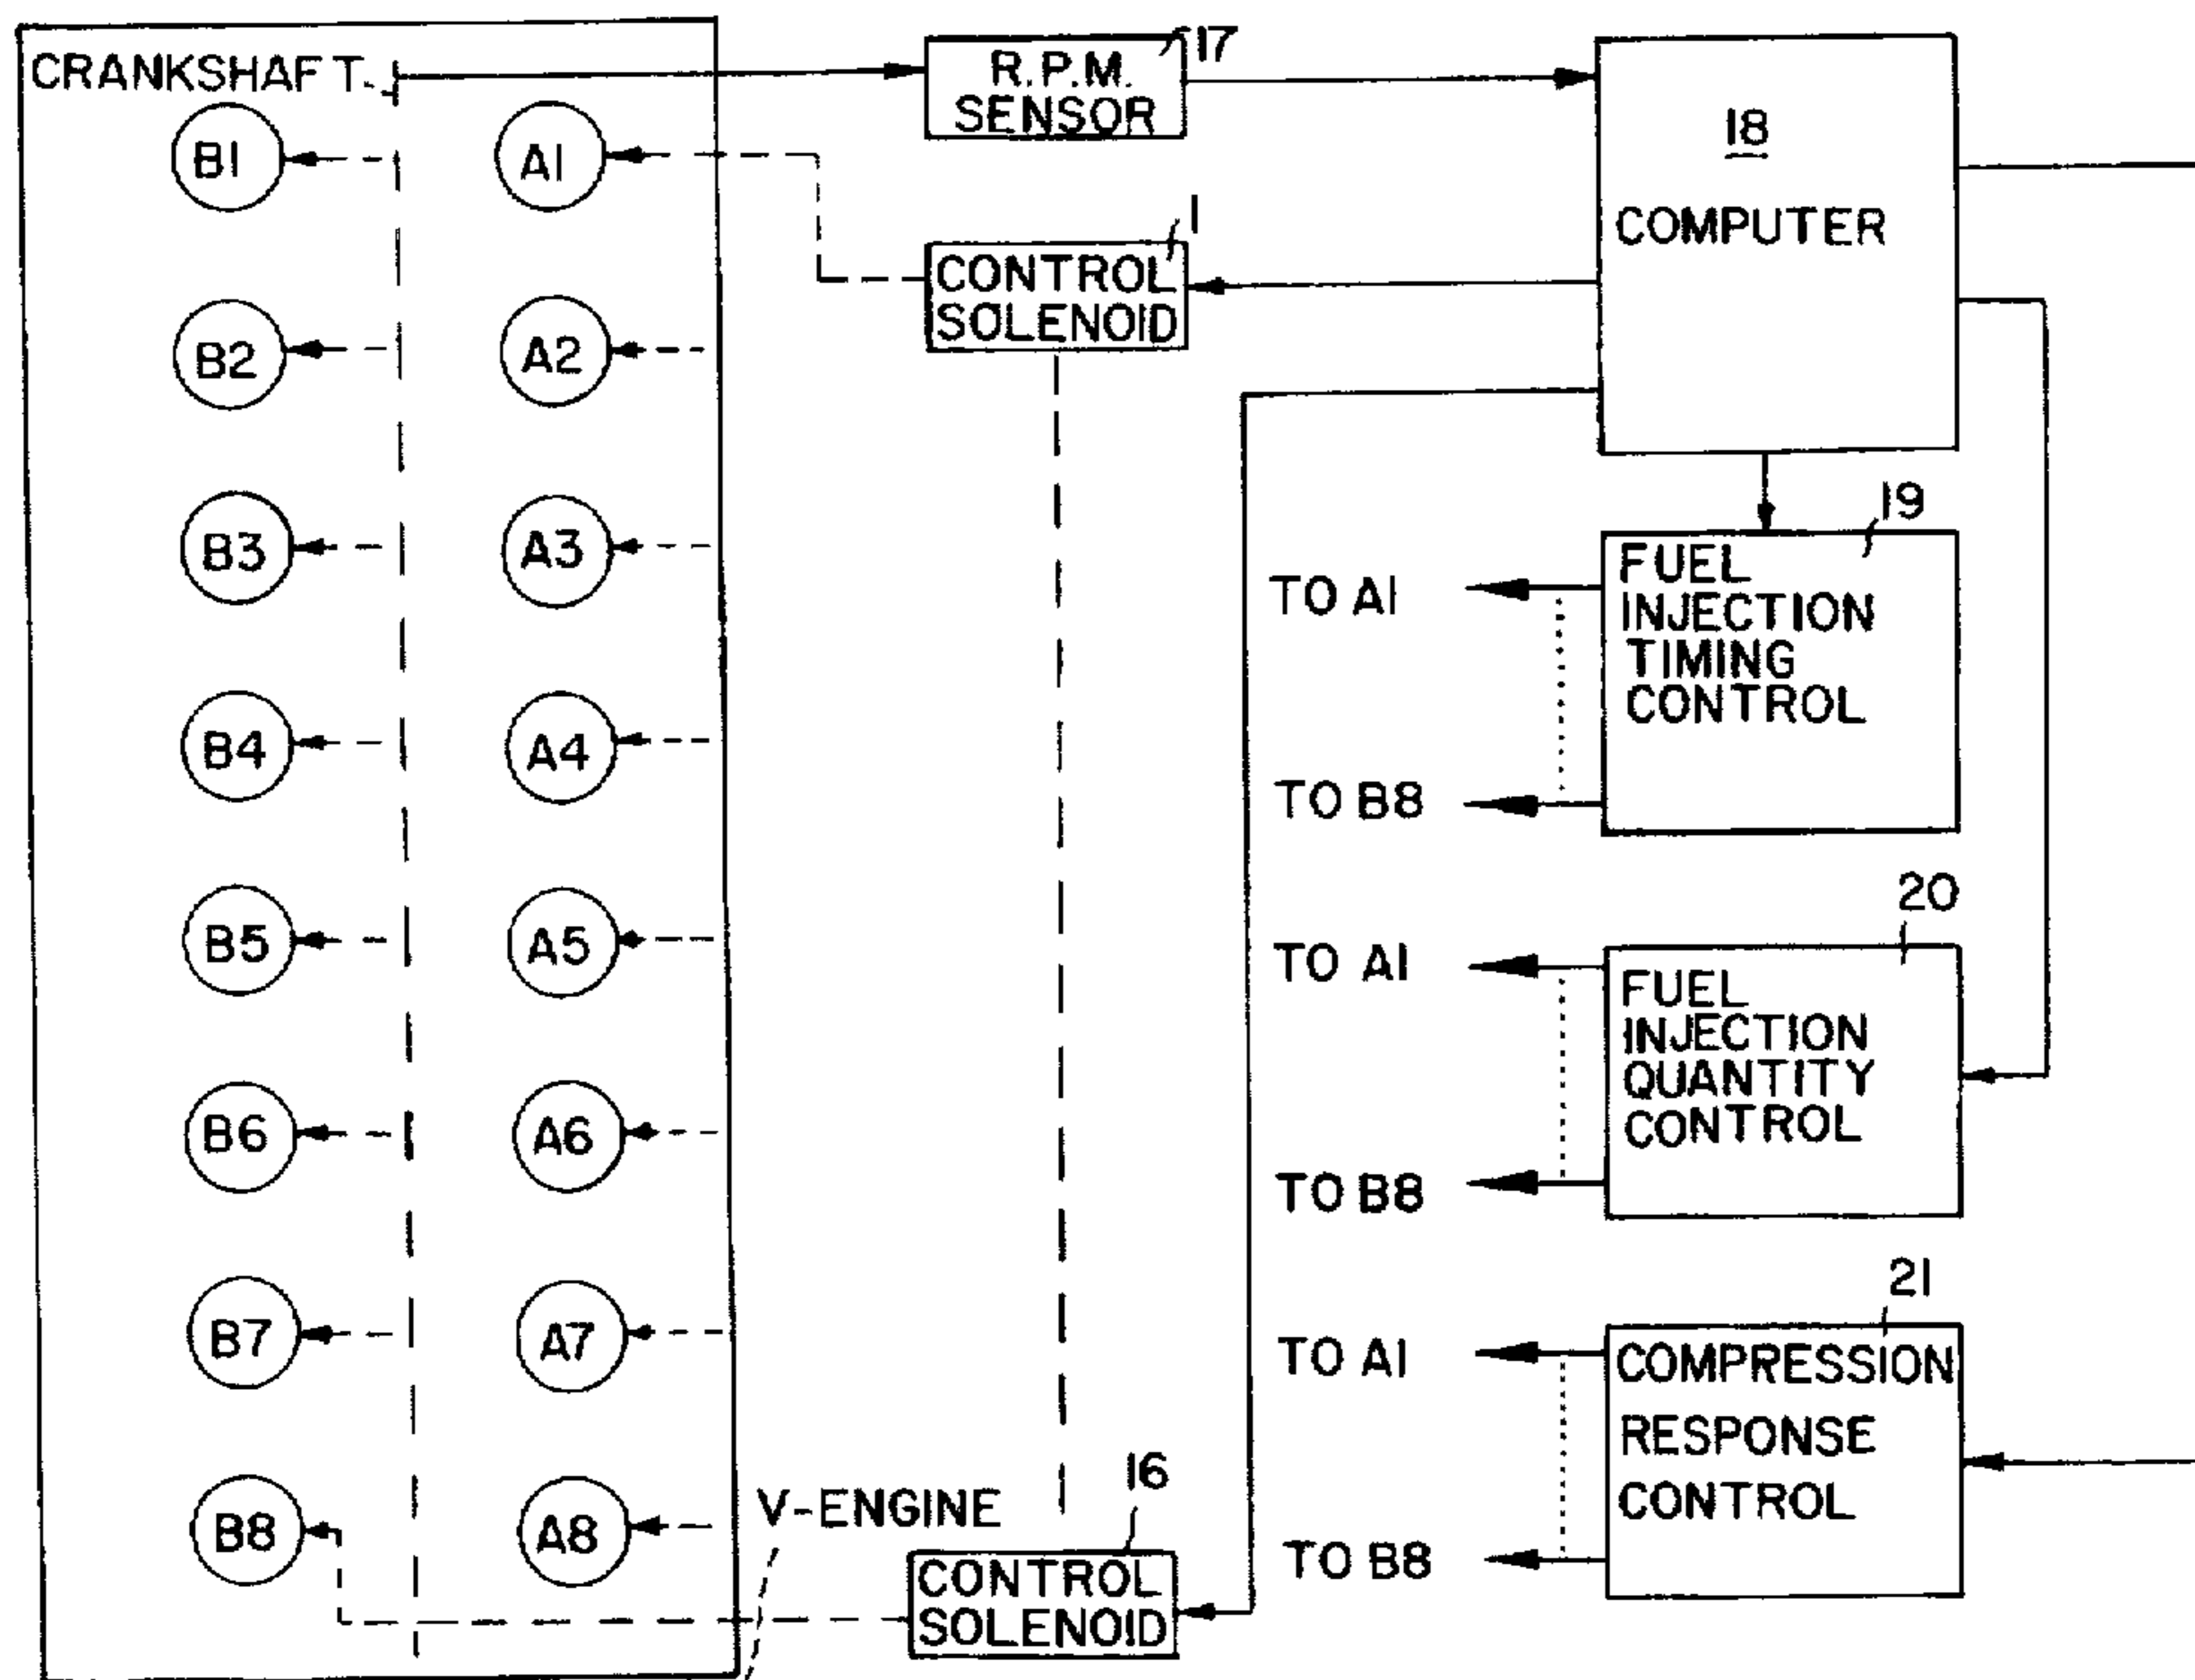 CRANKSHAFT
B1
B2
B3
B4
B5
B6
B7
B8
A1
A2
A3
A4
A5
A6
A7
A8
V-ENGINE
17
R.P.M.
SENSOR
1
CONTROL
SOLENOID
16
CONTROL
SOLENOID
18
COMPUTER
19
FUEL
INJECTION
TIMING
CONTROL
TO A1
TO B8
20
FUEL
INJECTION
QUANTITY
CONTROL
TO A1
TO B8
21
COMPRESSION
RESPONSE
CONTROL
TO A1
TO B8